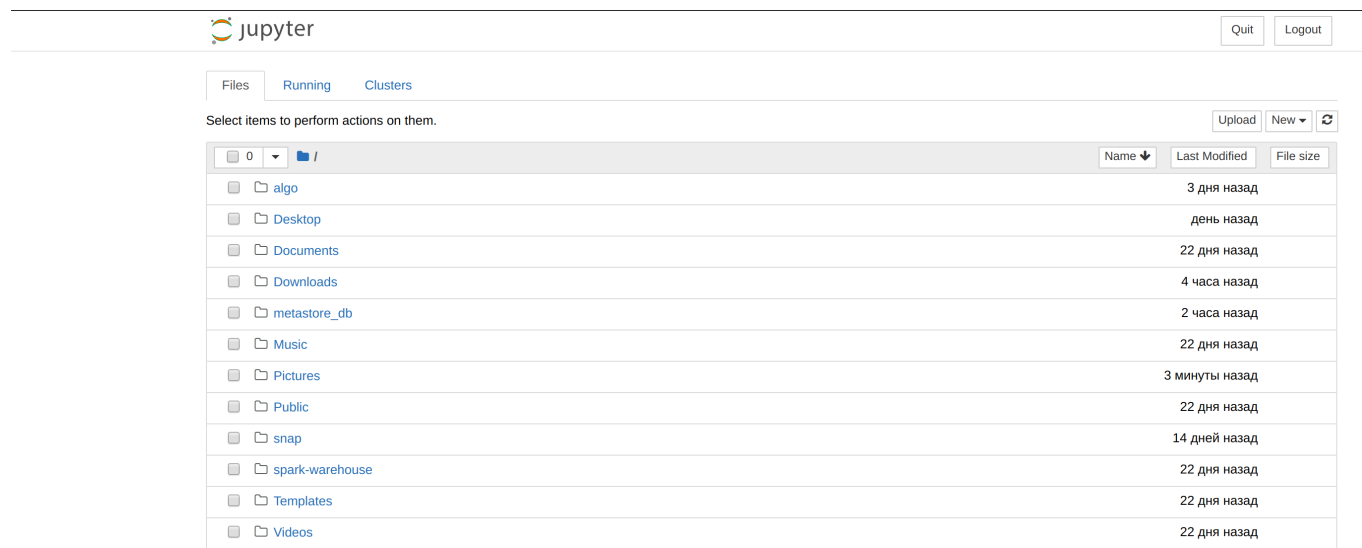 jupyter Quit Logout
Files Running Clusters
Select items to perform actions on them. Upload New
0 / Name Last Modified File size
algo 3 дня назад
Desktop день назад
Documents 22 дня назад
Downloads 4 часа назад
metastore_db 2 часа назад
Music 22 дня назад
Pictures 3 минуты назад
Public 22 дня назад
snap 14 дней назад
spark-warehouse 22 дня назад
Templates 22 дня назад
Videos 22 дня назад